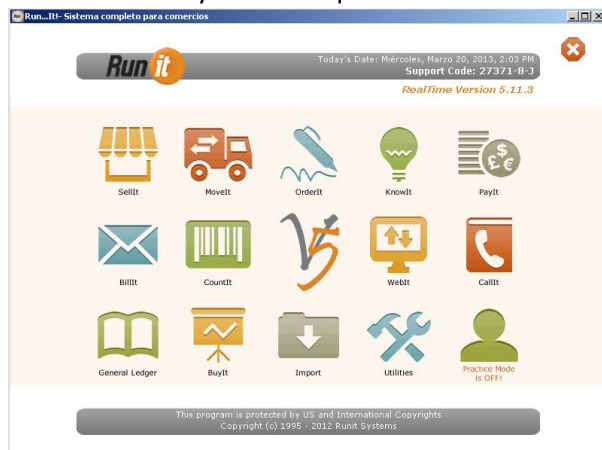 Run...It!- Sistema completo para comercios
Run it
Today's Date: Miércoles, Marzo 20, 2013, 2:03 PM
Support Code: 27371-8-J
RealTime Version 5.11.3
SellIt MoveIt OrderIt KnowIt PayIt
V5
BillIt CountIt WebIt CallIt
General Ledger BuyIt Import Utilities Practice Mode
is OFF!
This program is protected by US and International Copyrights
Copyright (c) 1995 - 2012 Runit Systems